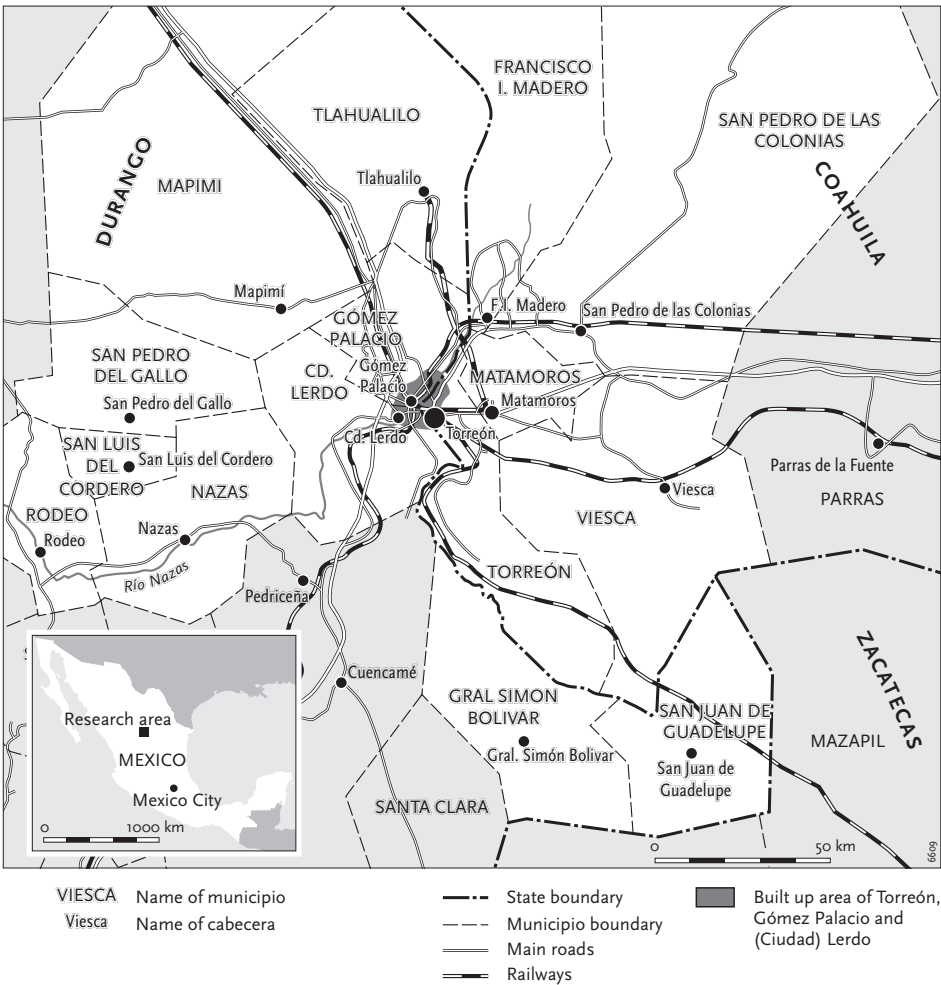 FRANCISCO
I. MADERO
TLAHUALILO
SAN PEDRO DE LAS
COLONIAS
DURANGO
MAPIMI
Tlahualilo
COAHUILA
Mapimí
F.I. Madero
San Pedro de las Colonias
GÓMEZ
PALACIO
SAN PEDRO
DEL GALLO
CD.
LERDO
Gómez
Palacio
MATAMOROS
Matamoros
San Pedro del Gallo
Cd. Lerdo
Torreón
SAN LUIS
DEL
CORDERO
San Luis del Cordero
Parras de la Fuente
NAZAS
Viesca
PARRAS
RODEO
Rodeo
Nazas
VIESCA
Río Nazas
Pedriceña
TORREÓN
Cuencamé
ZACATECAS
GRAL SIMON
BOLIVAR
SAN JUAN DE
GUADELUPE
MAZAPIL
Gral. Simón Bolivar
San Juan de
Guadelupe
SANTA CLARA
Research area
MEXICO
Mexico City
0 1000 km
0 50 km
6609
VIESCA Name of municipio
Viesca Name of cabecera
State boundary
Municipio boundary
Main roads
Railways
Built up area of Torreón,
Gómez Palacio and
(Ciudad) Lerdo